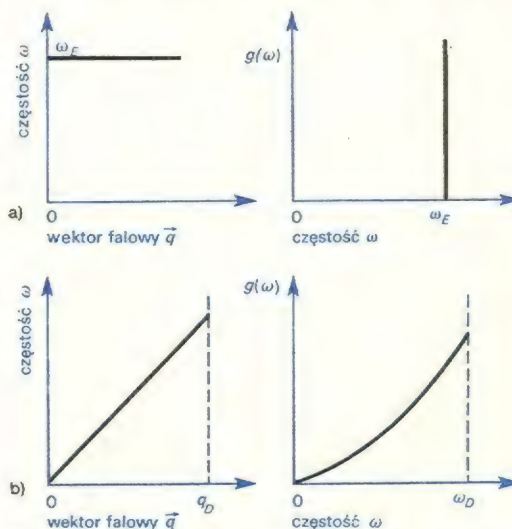 częstość ω
ω_E
0
wektor falowy q⃗
g(ω)
0
ω_E
częstość ω
a)
częstość ω
0
q_D
wektor falowy q⃗
g(ω)
0
ω_D
częstość ω
b)